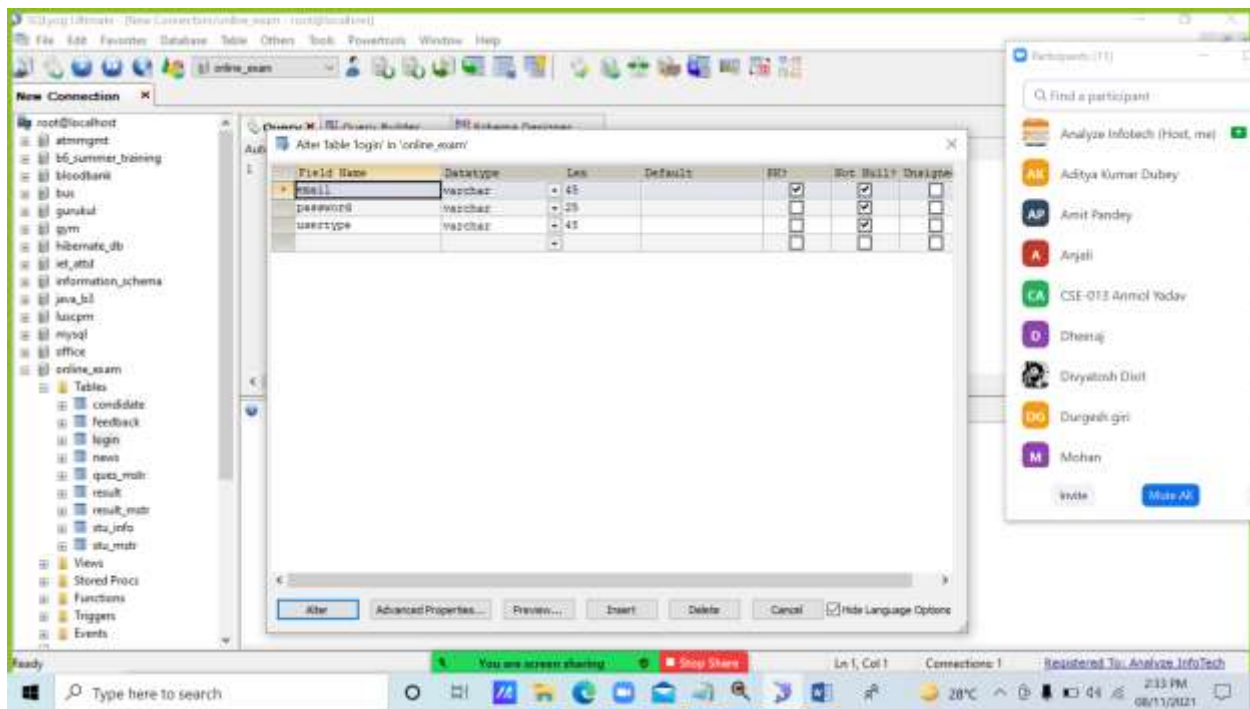 SQLyog Ultimate - [New Connection/online_exam - root@localhost]
File Edit Favorites Database Table Others Tools Powertools Window Help
online_exam
New Connection
root@localhost
atmmgmt
b6_summer_training
bloodbank
bus
gurukul
gym
hibernate_db
iet_attd
information_schema
java_b3
luscpm
mysql
office
online_exam
Tables
condidate
feedback
login
news
ques_mstr
result
result_mstr
stu_info
stu_mstr
Views
Stored Procs
Functions
Triggers
Events
Query Query Builder Schema Designer
1
Alter Table 'login' in 'online_exam'
Field Name Datatype Len Default PK? Not Null? Unsigne
email varchar 45
password varchar 25
usertype varchar 45
Alter Advanced Properties... Preview... Insert Delete Cancel Hide Language Options
Participants (11)
Find a participant
Analyze Infotech (Host, me)
AK Aditya Kumar Dubey
AP Amit Pandey
A Anjali
CA CSE-013 Anmol Yadav
D Dheeraj
Divyatosh Dixit
DG Durgesh giri
M Mohan
Invite Mute All
Ready You are screen sharing Stop Share Ln 1, Col 1 Connections: 1 Registered To: Analyze InfoTech
Type here to search
28°C
2:33 PM
08/11/2021